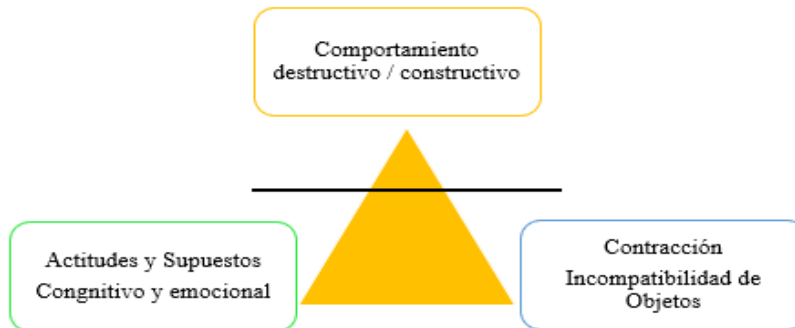 Comportamiento
destructivo / constructivo
Actitudes y Supuestos
Congnitivo y emocional
Contracción
Incompatibilidad de
Objetos